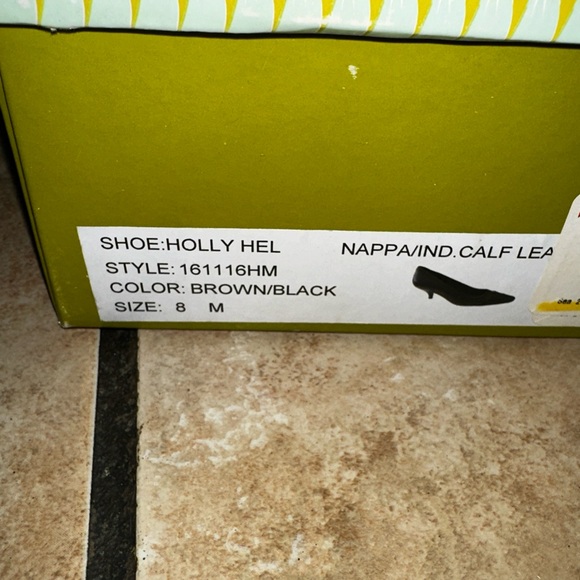 SHOE:HOLLY HEL NAPPA/IND.CALF LEA
STYLE: 161116HM
COLOR: BROWN/BLACK
SIZE: 8 M